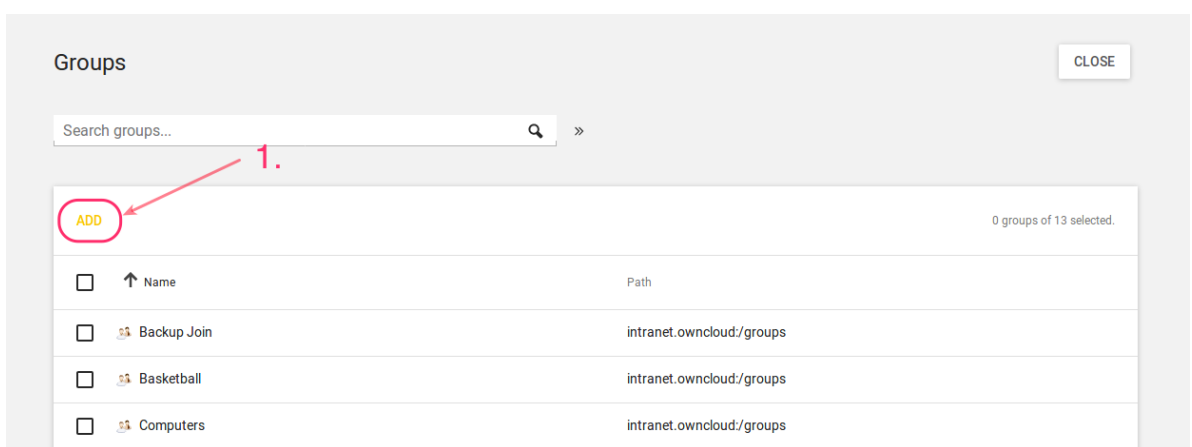 Groups
CLOSE
Search groups... »
1.
ADD
0 groups of 13 selected.
Name Path
Backup Join intranet.owncloud:/groups
Basketball intranet.owncloud:/groups
Computers intranet.owncloud:/groups